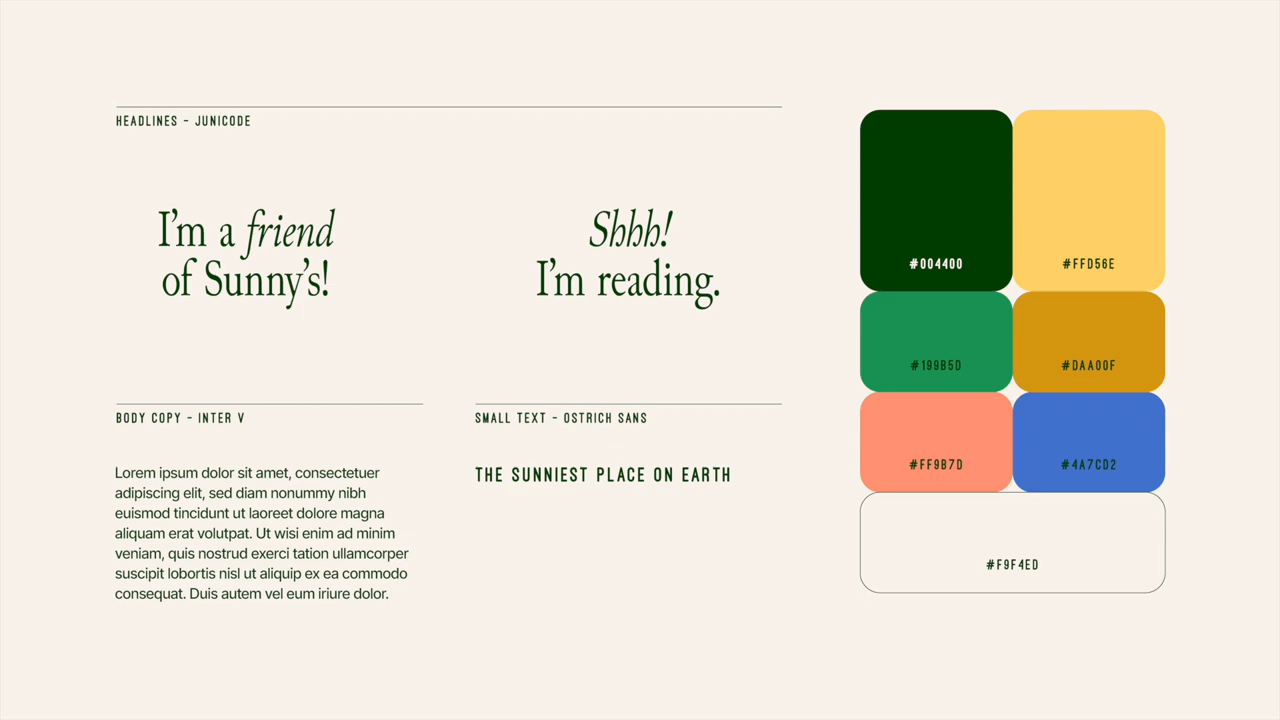 HEADLINES - JUNICODE
I'm a friend
of Sunny's!
Shhh!
I'm reading.
BODY COPY - INTER V
Lorem ipsum dolor sit amet, consectetuer
adipiscing elit, sed diam nonummy nibh
euismod tincidunt ut laoreet dolore magna
aliquam erat volutpat. Ut wisi enim ad minim
veniam, quis nostrud exerci tation ullamcorper
suscipit lobortis nisl ut aliquip ex ea commodo
consequat. Duis autem vel eum iriure dolor.
SMALL TEXT - OSTRICH SANS
THE SUNNIEST PLACE ON EARTH
#004400
#FFD56E
#199B5D
#DAA00F
#FF9B7D
#4A7CD2
#F9F4ED